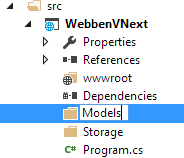 src
WebbenVNext
Properties
References
wwwroot
Dependencies
Models
Storage
C# Program.cs